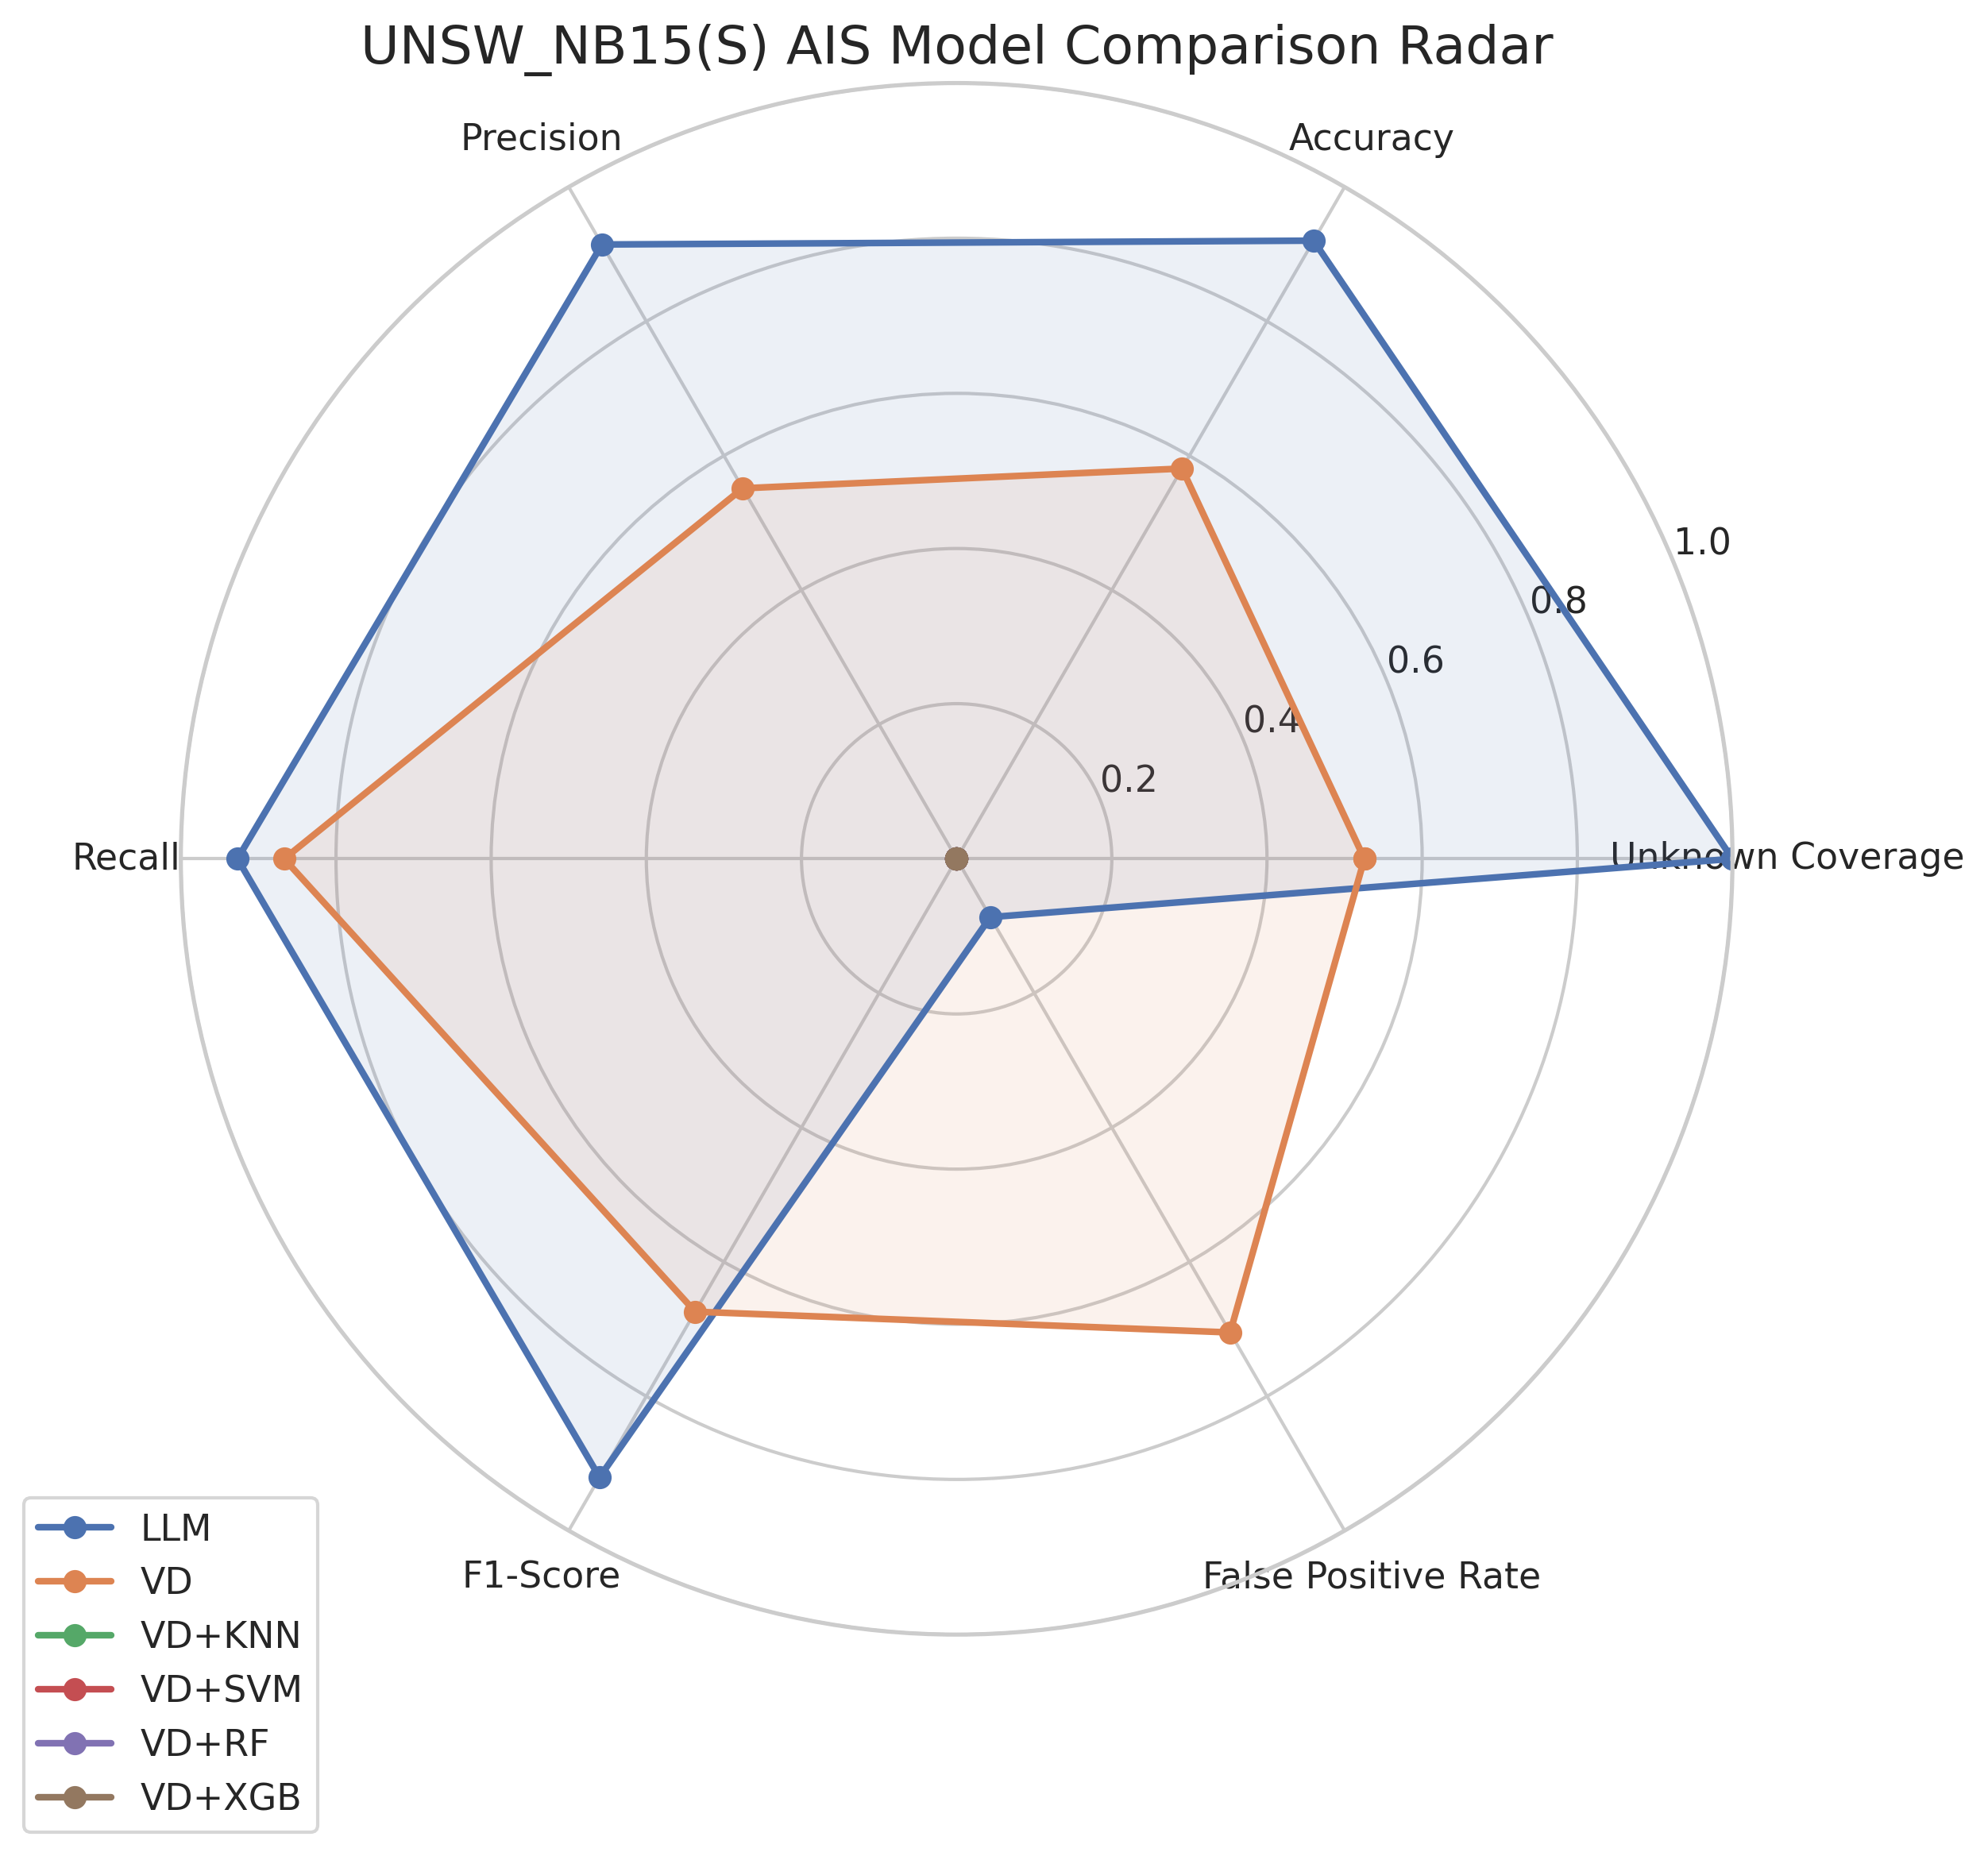 UNSW_NB15(S) AIS Model Comparison Radar
Precision
Accuracy
1.0
0.8
0.6
0.4
0.2
Recall
Unknown Coverage
F1-Score
False Positive Rate
LLM
VD
VD+KNN
VD+SVM
VD+RF
VD+XGB